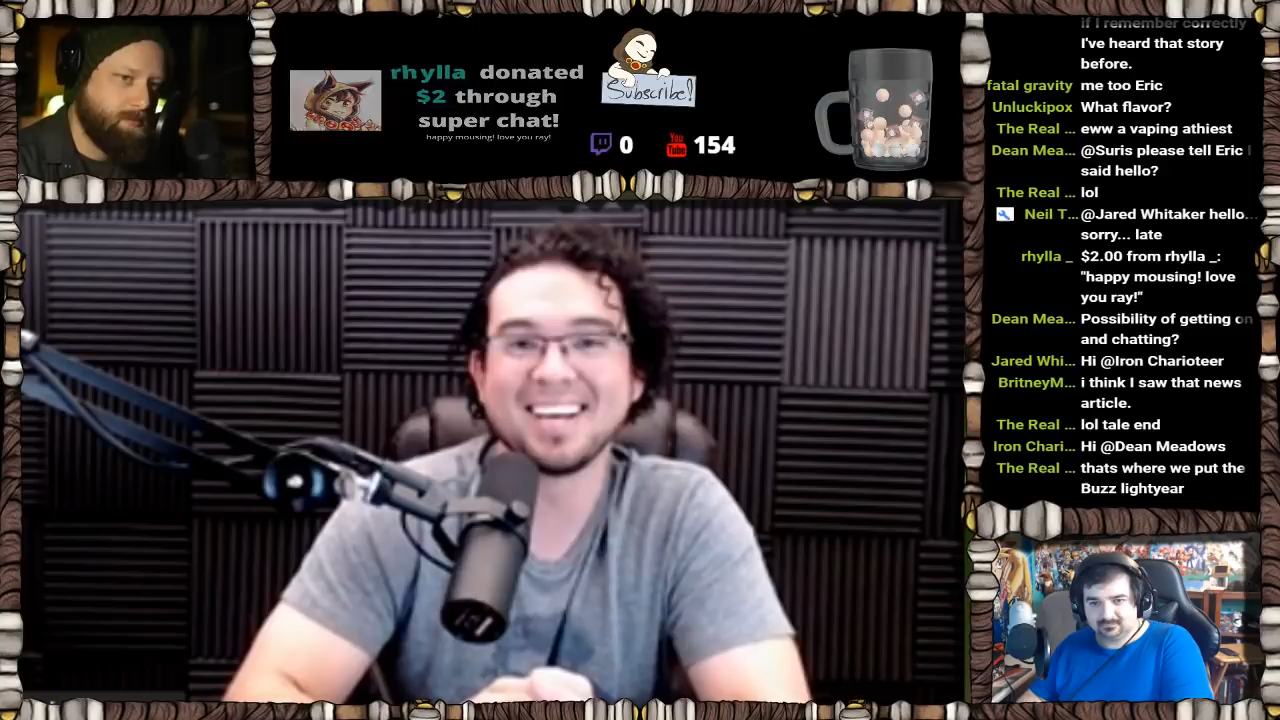 rhylla donated
$2 through
super chat!
happy mousing! love you ray!
Subscribe!
0
You
Tube
154
If I remember correctly
I've heard that story
before.
fatal gravity me too Eric
Unluckipox What flavor?
The Real ... eww a vaping athiest
Dean Mea... @Suris please tell Eric I
said hello?
The Real ... lol
Neil T... @Jared Whitaker hello...
sorry... late
rhylla _ $2.00 from rhylla _:
"happy mousing! love
you ray!"
Dean Mea... Possibility of getting on
and chatting?
Jared Whi... Hi @Iron Charioteer
BritneyM... i think I saw that news
article.
The Real ... lol tale end
Iron Chari... Hi @Dean Meadows
The Real ... thats where we put the
Buzz lightyear